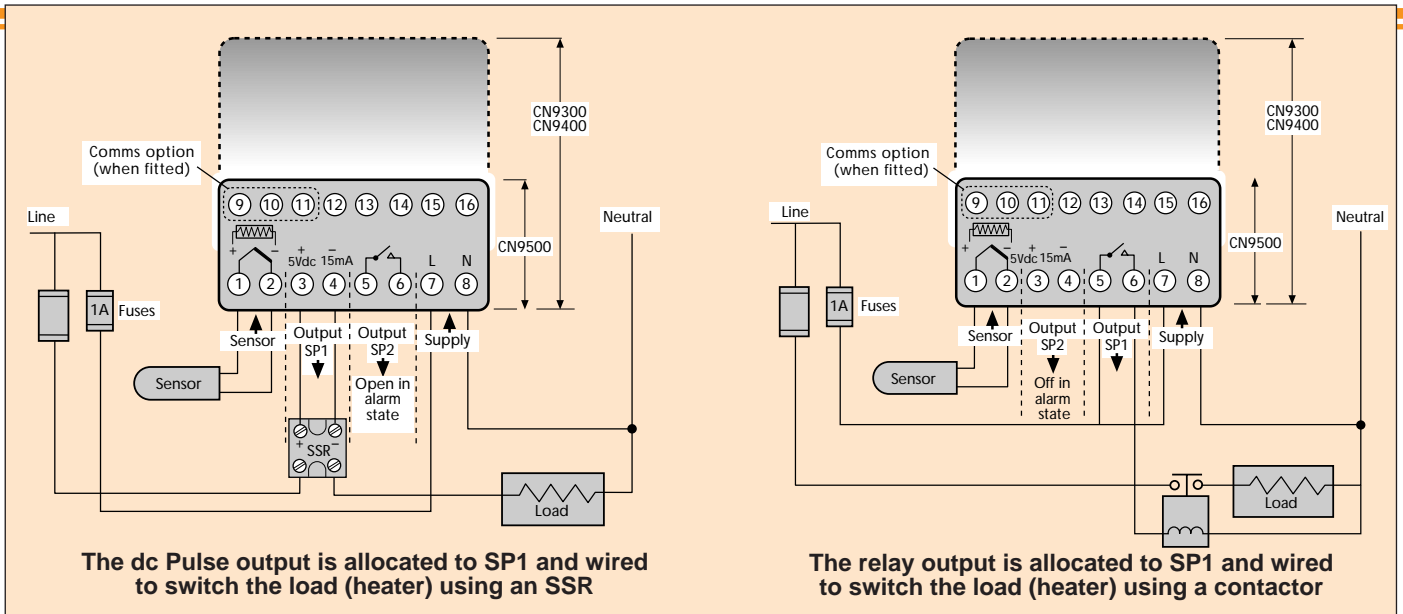 CN9300
CN9400
Comms option
(when fitted)
9 10 11 12 13 14 15 16
Line
Neutral
CN9500
+ − + − L N
5Vdc 15mA
1 2 3 4 5 6 7 8
1A Fuses
Sensor
Output
SP1
Output
SP2
Supply
Sensor
Open in
alarm
state
+ SSR −
Load
The dc Pulse output is allocated to SP1 and wired
to switch the load (heater) using an SSR
CN9300
CN9400
Comms option
(when fitted)
9 10 11 12 13 14 15 16
Line
Neutral
CN9500
+ − + − L N
5Vdc 15mA
1 2 3 4 5 6 7 8
1A Fuses
Sensor
Output
SP2
Output
SP1
Supply
Sensor
Off in
alarm
state
Load
The relay output is allocated to SP1 and wired
to switch the load (heater) using a contactor